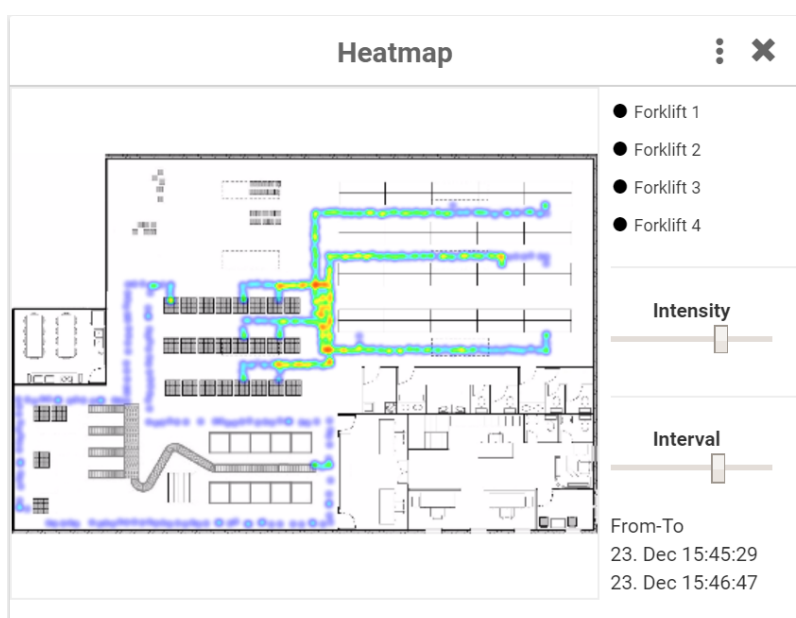 Heatmap
Forklift 1
Forklift 2
Forklift 3
Forklift 4
Intensity
Interval
From-To
23. Dec 15:45:29
23. Dec 15:46:47